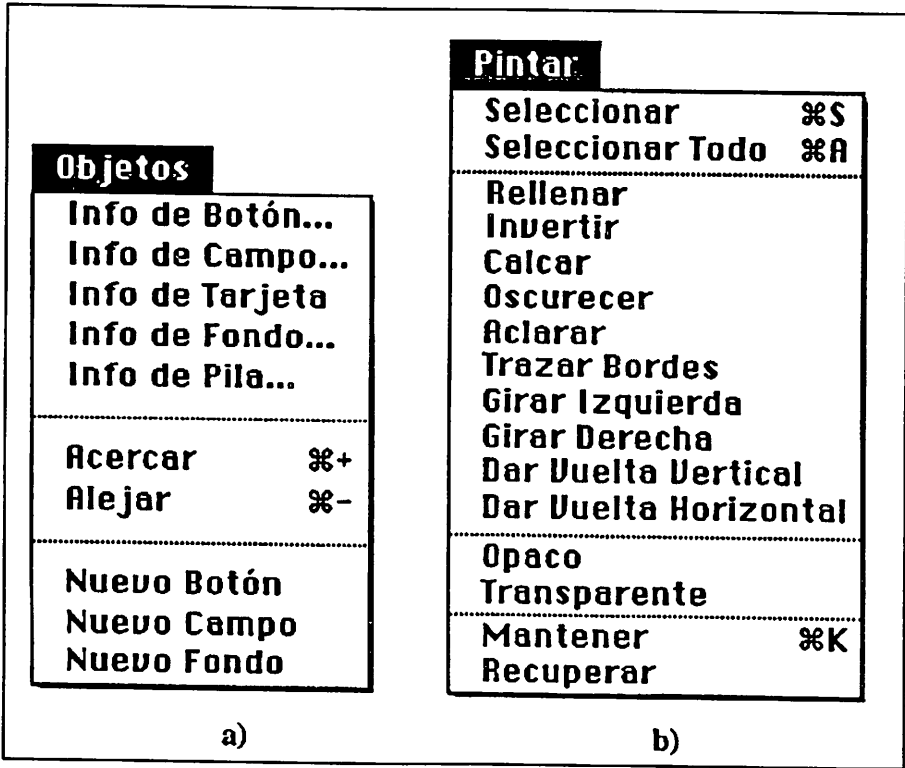 Objetos
Info de Botón...
Info de Campo...
Info de Tarjeta
Info de Fondo...
Info de Pila...
Acercar ⌘+
Alejar ⌘-
Nuevo Botón
Nuevo Campo
Nuevo Fondo
a)
Pintar
Seleccionar ⌘S
Seleccionar Todo ⌘A
Rellenar
Invertir
Calcar
Oscurecer
Aclarar
Trazar Bordes
Girar Izquierda
Girar Derecha
Dar Vuelta Vertical
Dar Vuelta Horizontal
Opaco
Transparente
Mantener ⌘K
Recuperar
b)